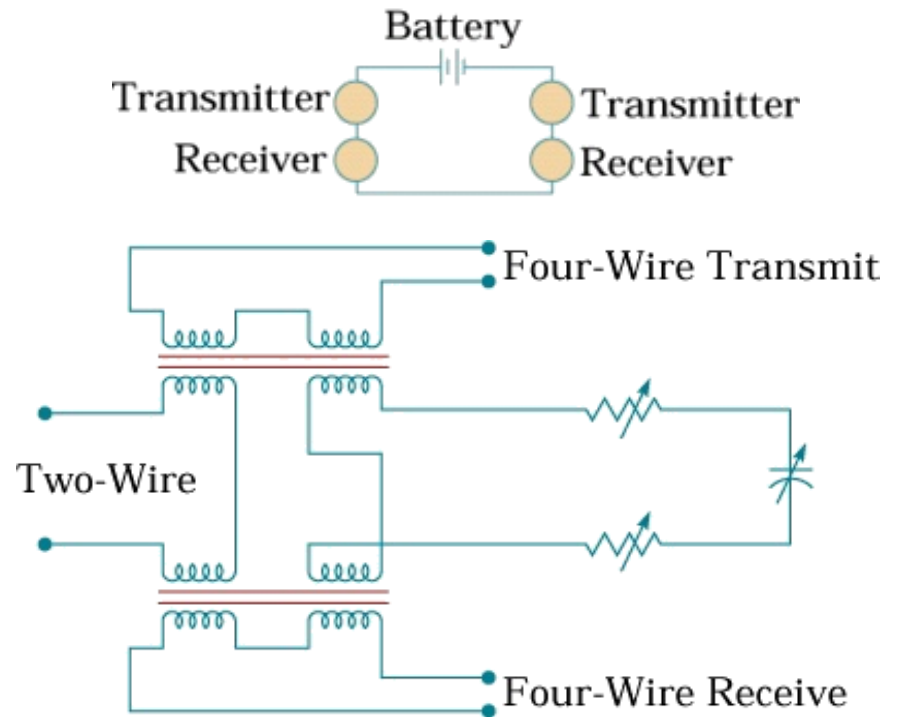 Battery
Transmitter
Transmitter
Receiver
Receiver
Four-Wire Transmit
Two-Wire
Four-Wire Receive